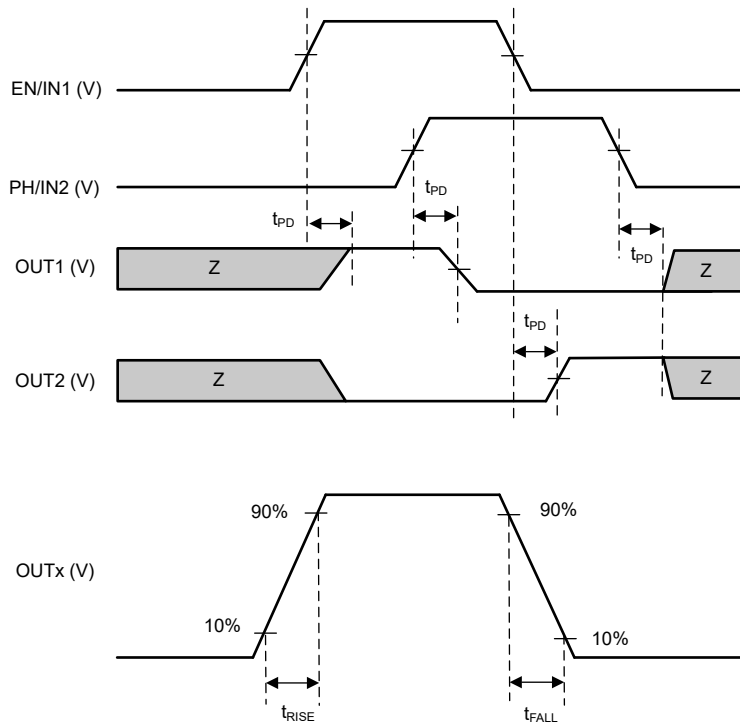 EN/IN1 (V)
PH/IN2 (V)
tPD
tPD
tPD
OUT1 (V)
Z
Z
tPD
OUT2 (V)
Z
Z
90%
90%
OUTx (V)
10%
10%
tRISE
tFALL